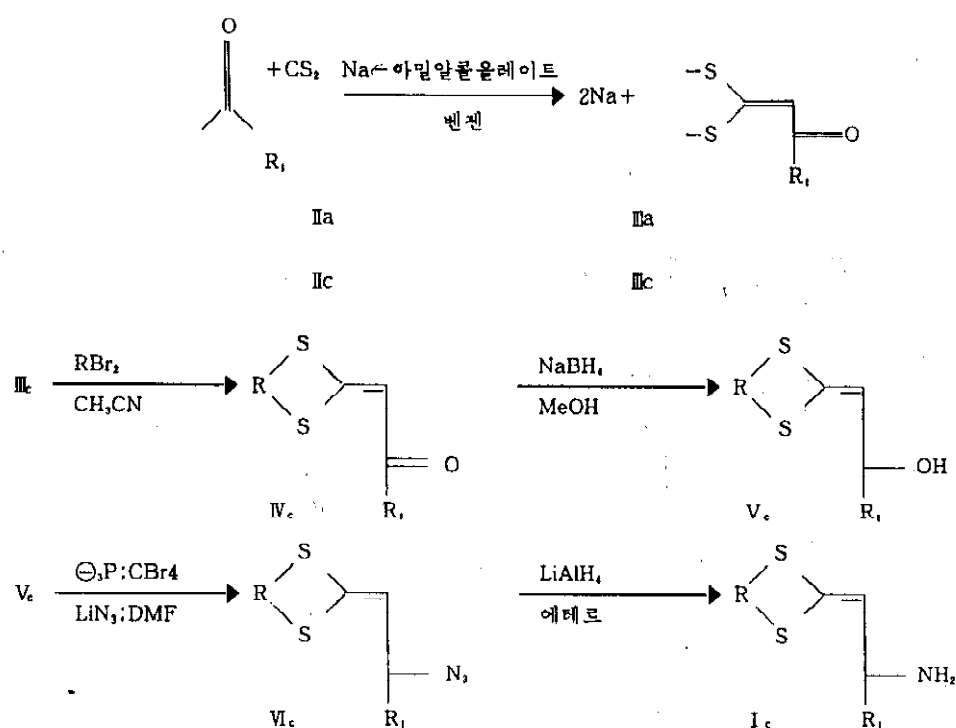 O
+CS₂ Na-아밀알콜올레이트 2Na+ -S
벤젠 -S O
R₁ R₁
Ⅱa Ⅲa
Ⅱc Ⅲc
Ⅲc RBr₂ S NaBH₄ S
CH₃CN R MeOH R
S S
O OH
Ⅳc R₁ Ⅴc R₁
Ⅴc ⊖₃P:CBr4 S LiAlH₄ S
LiN₃:DMF R 에테르 R
S S
N₃ NH₂
Ⅵc R₁ Ⅰc R₁